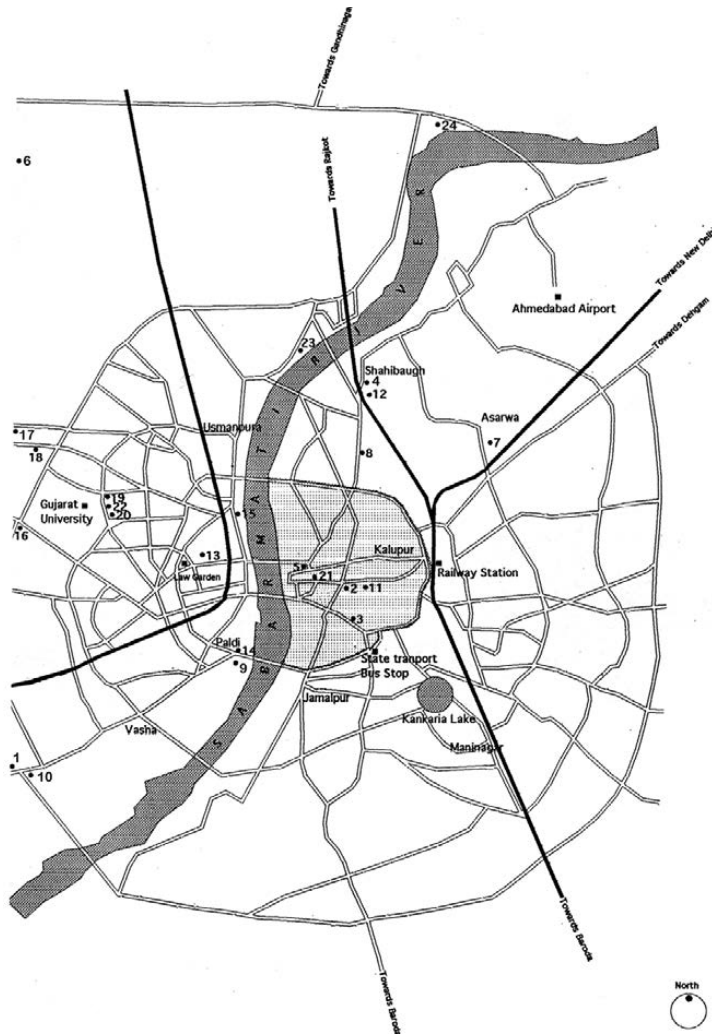 Towards Gandhinaga
24
Towards Rajkot
6
Towards New Delh
Ahmedabad Airport
Towards Dehgam
23
Shahibaugh
4
12
Usmanpura
Asarwa
17
7
18
8
19
Gujarat
University
22
20
15
16
13
Law Garden
Kalupur
5
21
Railway Station
2
11
3
Paldi
14
9
State tranport
Bus Stop
Jamalpur
Kankaria Lake
Vasha
Maninagar
1
10
SABARMATI RIVER
Towards Baroda
Towards Baroda
North